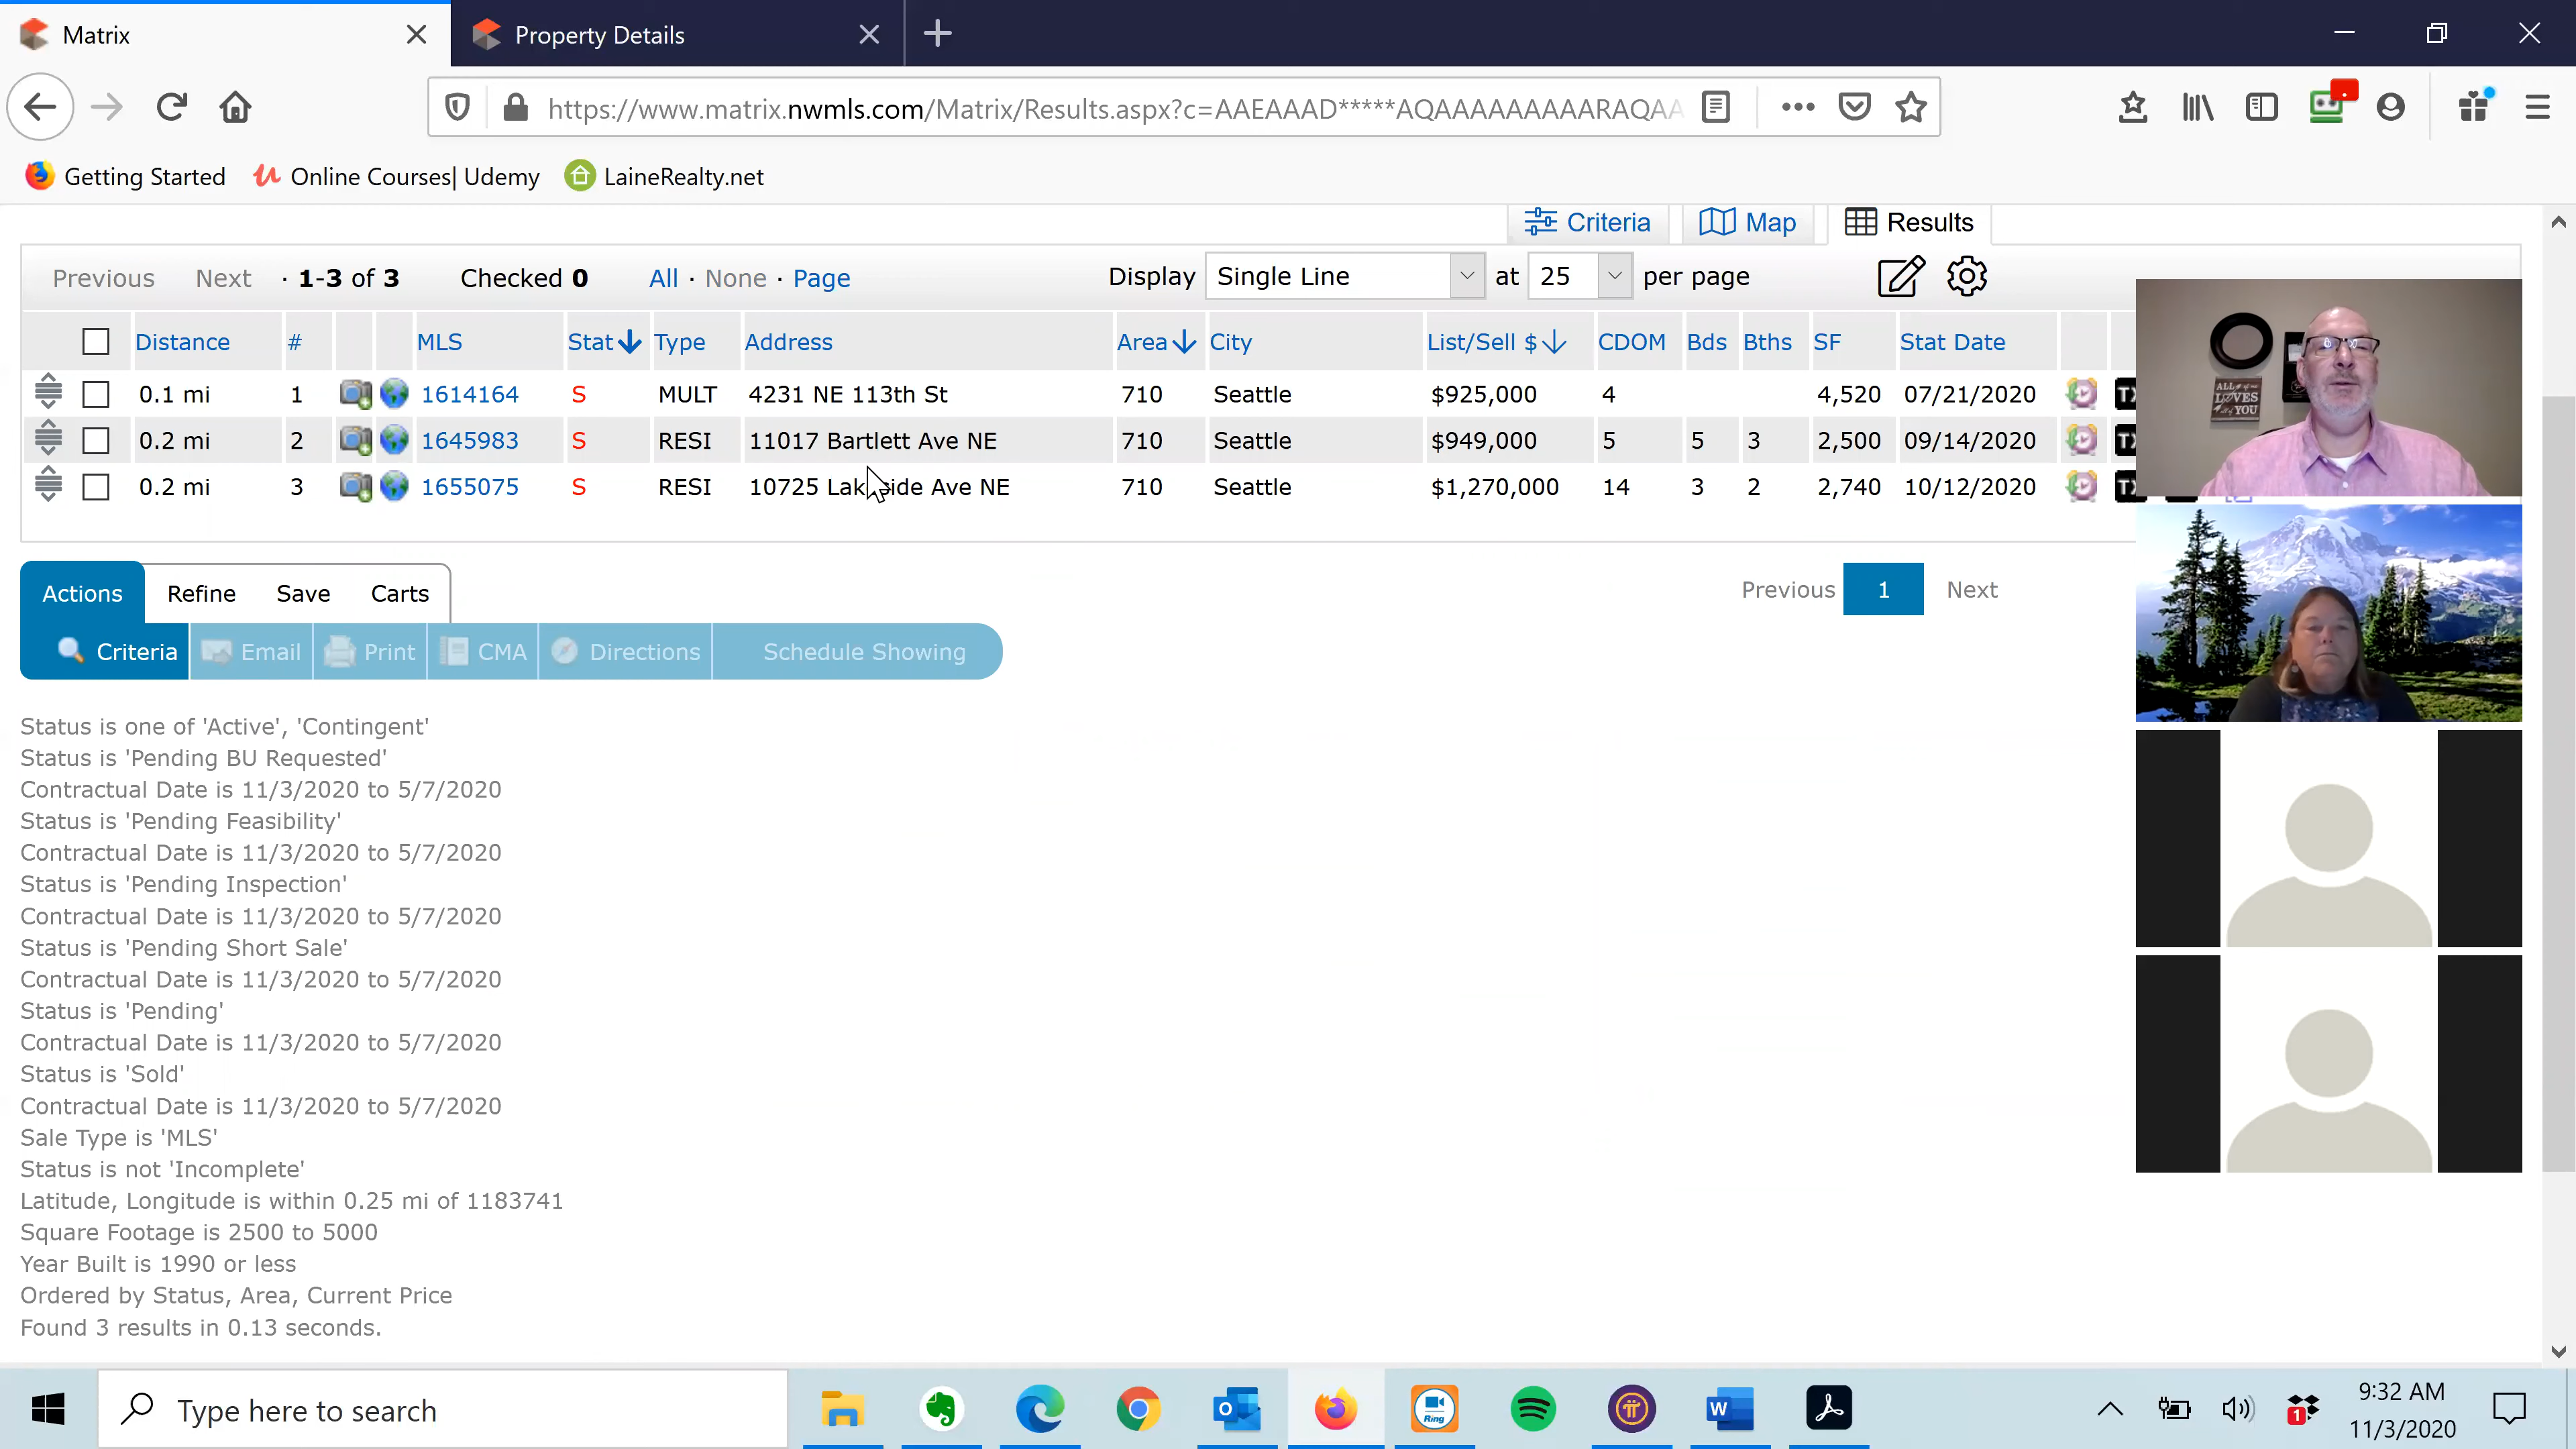 Matrix
Property Details
https://www.matrix.nwmls.com/Matrix/Results.aspx?c=AAEAAAD*****AQAAAAAAAAARAQAA
Getting Started Online Courses| Udemy LaineRealty.net
Criteria Map Results
Previous Next · 1-3 of 3 Checked 0 All · None · Page Display Single Line at 25 per page
Distance # MLS Stat Type Address Area City List/Sell $ CDOM Bds Bths SF Stat Date
0.1 mi 1 1614164 S MULT 4231 NE 113th St 710 Seattle $925,000 4 4,520 07/21/2020
0.2 mi 2 1645983 S RESI 11017 Bartlett Ave NE 710 Seattle $949,000 5 5 3 2,500 09/14/2020
0.2 mi 3 1655075 S RESI 10725 Ave NE 710 Seattle $1,270,000 14 3 2 2,740 10/12/2020
ALL
LOVES
of YOU
Actions Refine Save Carts
Previous 1 Next
Criteria Email Print CMA Directions Schedule Showing
Status is one of 'Active', 'Contingent'
Status is 'Pending BU Requested'
Contractual Date is 11/3/2020 to 5/7/2020
Status is 'Pending Feasibility'
Contractual Date is 11/3/2020 to 5/7/2020
Status is 'Pending Inspection'
Contractual Date is 11/3/2020 to 5/7/2020
Status is 'Pending Short Sale'
Contractual Date is 11/3/2020 to 5/7/2020
Status is 'Pending'
Contractual Date is 11/3/2020 to 5/7/2020
Status is 'Sold'
Contractual Date is 11/3/2020 to 5/7/2020
Sale Type is 'MLS'
Status is not 'Incomplete'
Latitude, Longitude is within 0.25 mi of 1183741
Square Footage is 2500 to 5000
Year Built is 1990 or less
Ordered by Status, Area, Current Price
Found 3 results in 0.13 seconds.
Type here to search
Ring
1
9:32 AM
11/3/2020